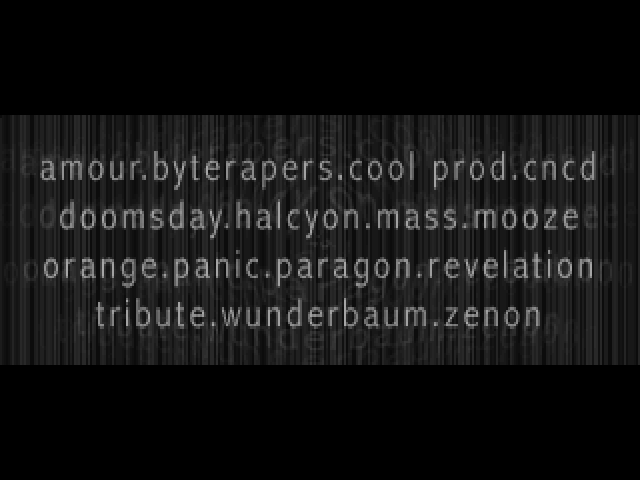 amour.byterapers.cool prod.cncd
doomsday.halcyon.mass.mooze
orange.panic.paragon.revelation
tribute.wunderbaum.zenon